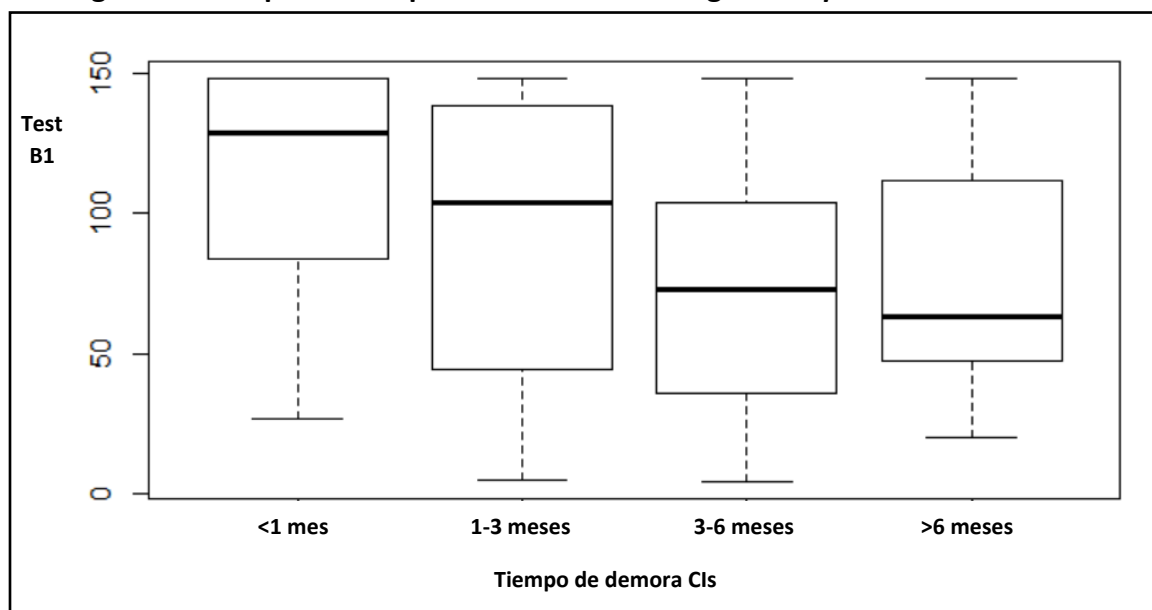 150
Test
B1
100
50
0
<1 mes
1-3 meses
3-6 meses
>6 meses
Tiempo de demora CIs